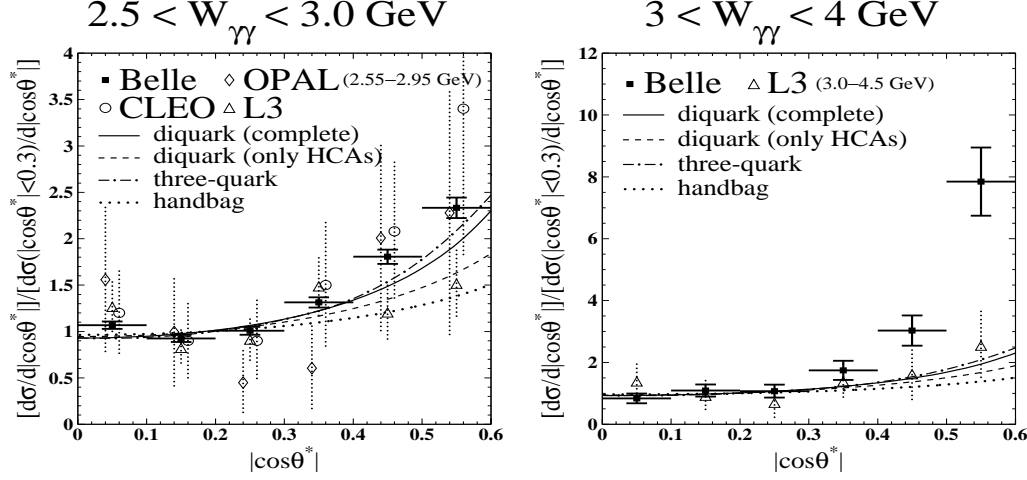 2.5 < Wγγ < 3.0 GeV
[dσ/d|cosθ*|]/[dσ(|cosθ*|<0.3)/d|cosθ*|]
4
3.5
3
2.5
2
1.5
1
0.5
0
Belle OPAL (2.55−2.95 GeV)
CLEO L3
diquark (complete)
diquark (only HCAs)
three-quark
handbag
0 0.1 0.2 0.3 0.4 0.5 0.6
|cosθ*|
3 < Wγγ < 4 GeV
[dσ/d|cosθ*|]/[dσ(|cosθ*|<0.3)/d|cosθ*|]
12
10
8
6
4
2
0
Belle L3 (3.0−4.5 GeV)
diquark (complete)
diquark (only HCAs)
three-quark
handbag
0 0.1 0.2 0.3 0.4 0.5 0.6
|cosθ*|